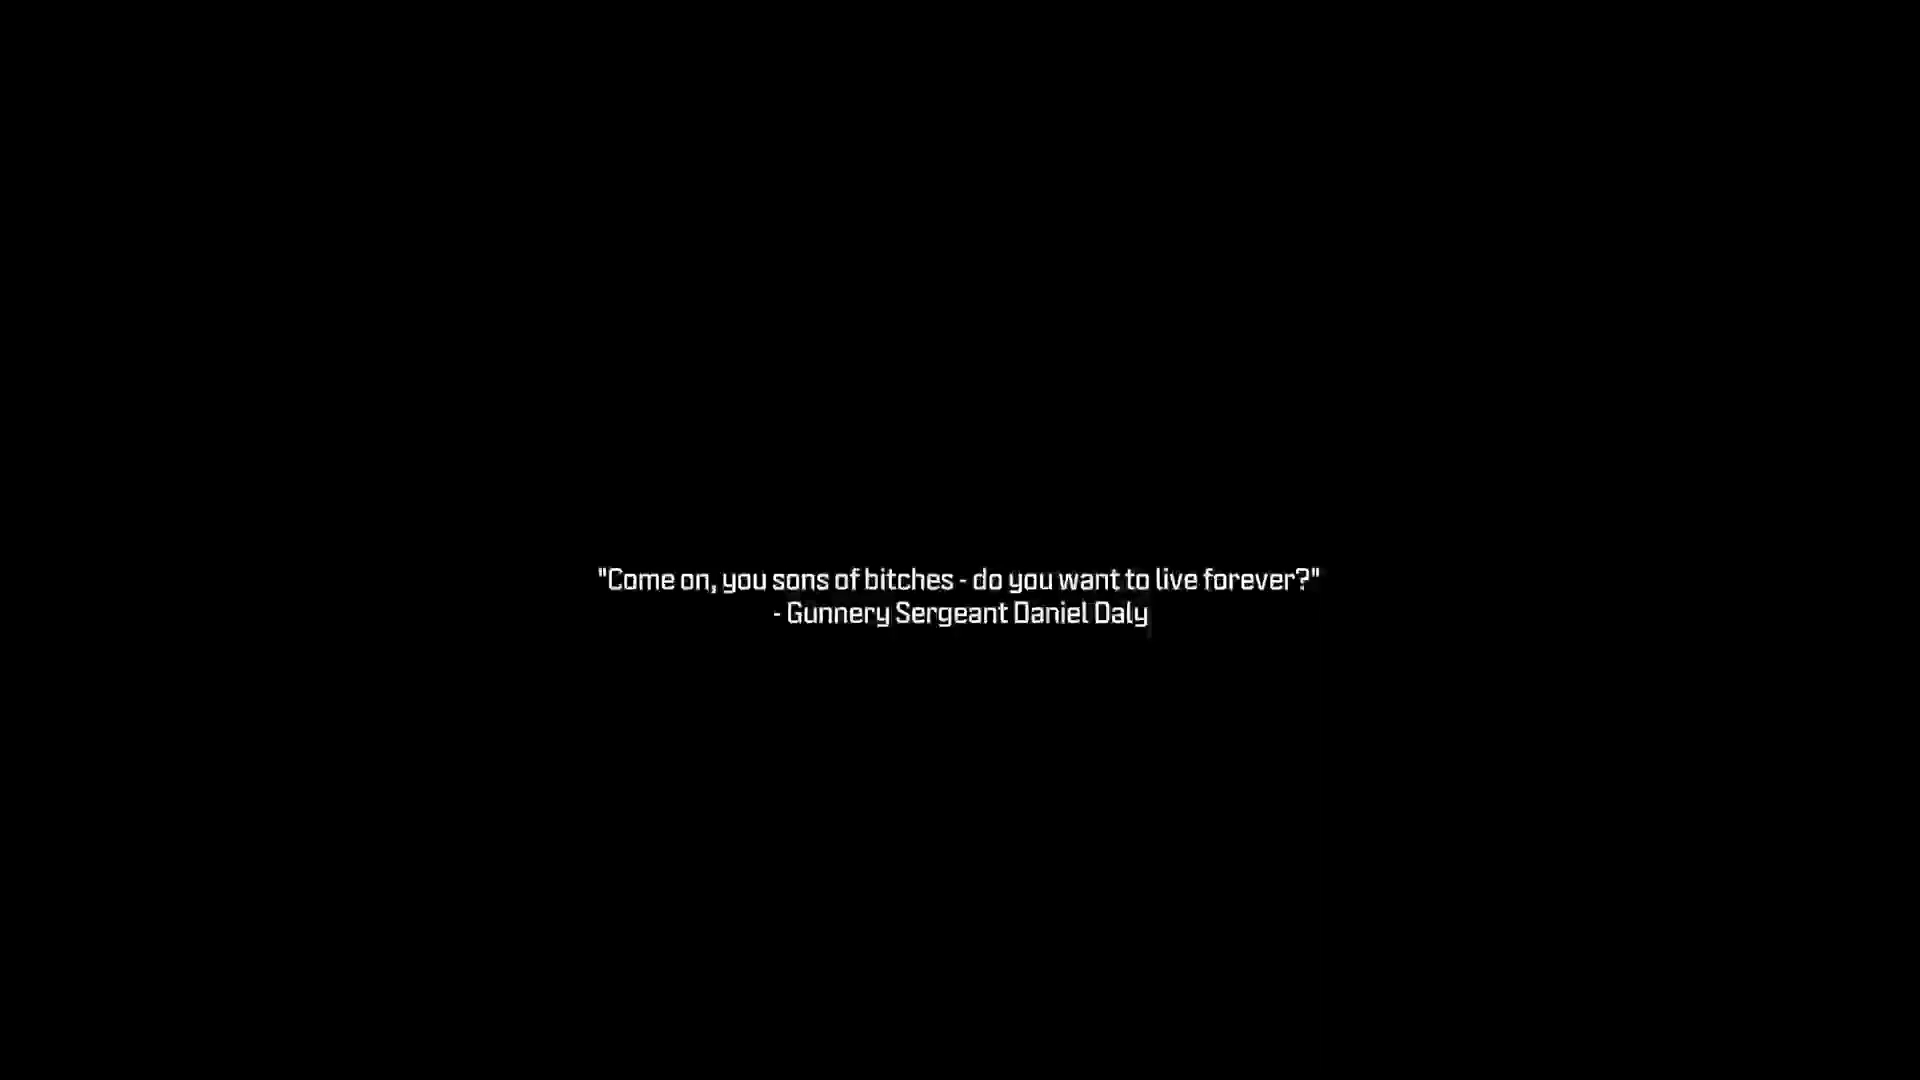 "Come on, you sons of bitches - do you want to live forever?"
- Gunnery Sergeant Daniel Daly